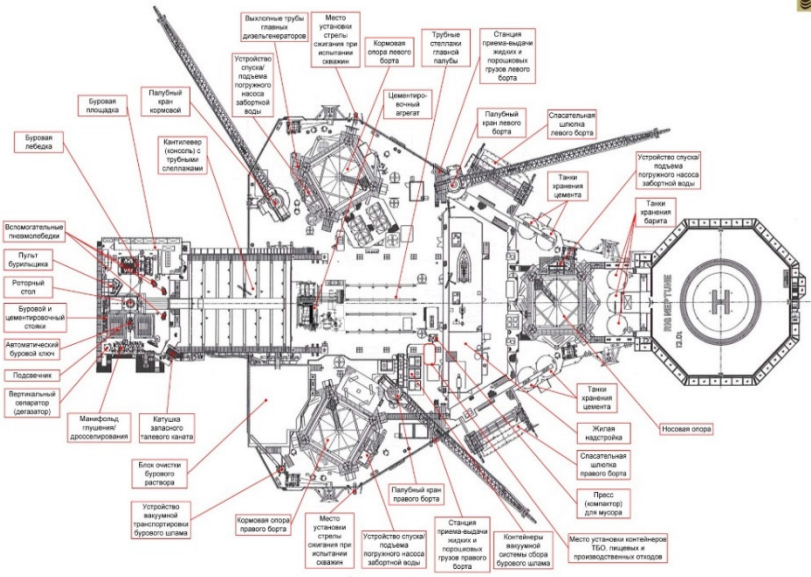 Выхлопные трубы
главных
дизельгенераторов
Место
установки
стрелы
сжигания при
испытании
скважин
Кормовая
опора левого
борта
Трубные
стеллажи
главной
палубы
Станция
приема-выдачи
жидких и
порошковых
грузов левого
борта
Устройство
спуска/
подъема
погружного
насоса
забортной
воды
Палубный
кран
кормовой
Цементиро-
вочный
агрегат
Палубный
кран левого
борта
Спасательная
шлюпка
левого борта
Буровая
площадка
Буровая
лебедка
Кантилевер
(консоль) с
трубными
слеллажами
Танки
хранения
цемента
Устройство спуска/
подъема
погружного насоса
забортной воды
Танки
хранения
барита
Вспомогательные
пневмолебедки
Пульт
бурильщика
Роторный
стол
Буровой и
цементировочный
стояки
Автоматический
буровой ключ
Подсвечник
Вертикальный
сепаратор
(дегазатор)
RIG NEPTUNE
H
Манифольд
глушения/
дросселирования
Катушка
запасного
талевого каната
Блок очистки
бурового
раствора
Устройство
вакуумной
транспортировки
бурового шлама
Кормовая опора
правого борта
Место
установки
стрелы
сжигания при
испытании
скважин
Устройство спуска/
подъема
погружного насоса
забортной воды
Палубный кран
правого борта
Станция
приема-выдачи
жидких и
порошковых
грузов правого
борта
Контейнеры
вакуумной
системы сбора
бурового шлама
Место установки контейнеров
ТБО, пищевых и
производственных отходов
Пресс
(компактор)
для мусора
Спасательная
шлюпка
правого борта
Жилая
надстройка
Танки
хранения
цемента
Носовая опора